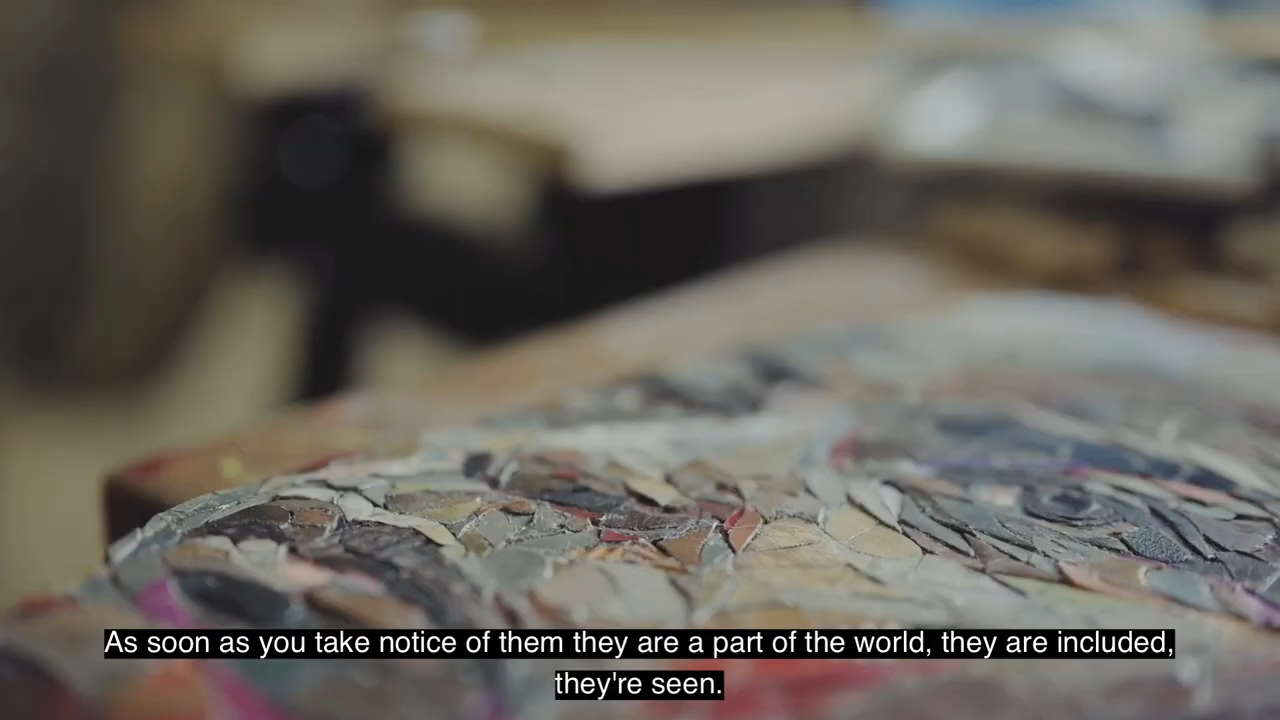 As soon as you take notice of them they are a part of the world, they are included,
they're seen.